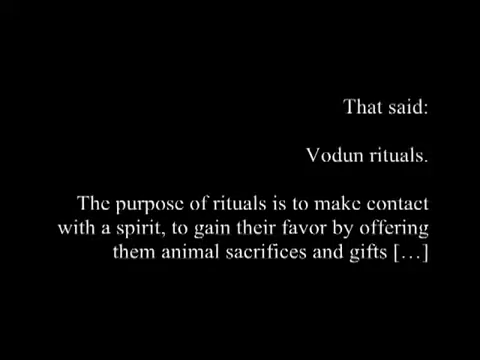 That said:
Vodun rituals.
The purpose of rituals is to make contact
with a spirit, to gain their favor by offering
them animal sacrifices and gifts […]